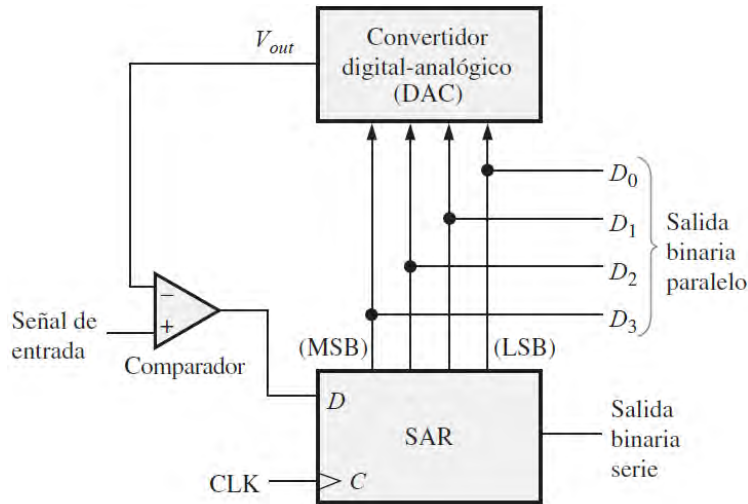 V_out
Convertidor
digital-analógico
(DAC)
D_0
D_1
D_2
D_3
Salida
binaria
paralelo
−
+
Señal de
entrada
Comparador
(MSB)
(LSB)
D
SAR
CLK
C
Salida
binaria
serie